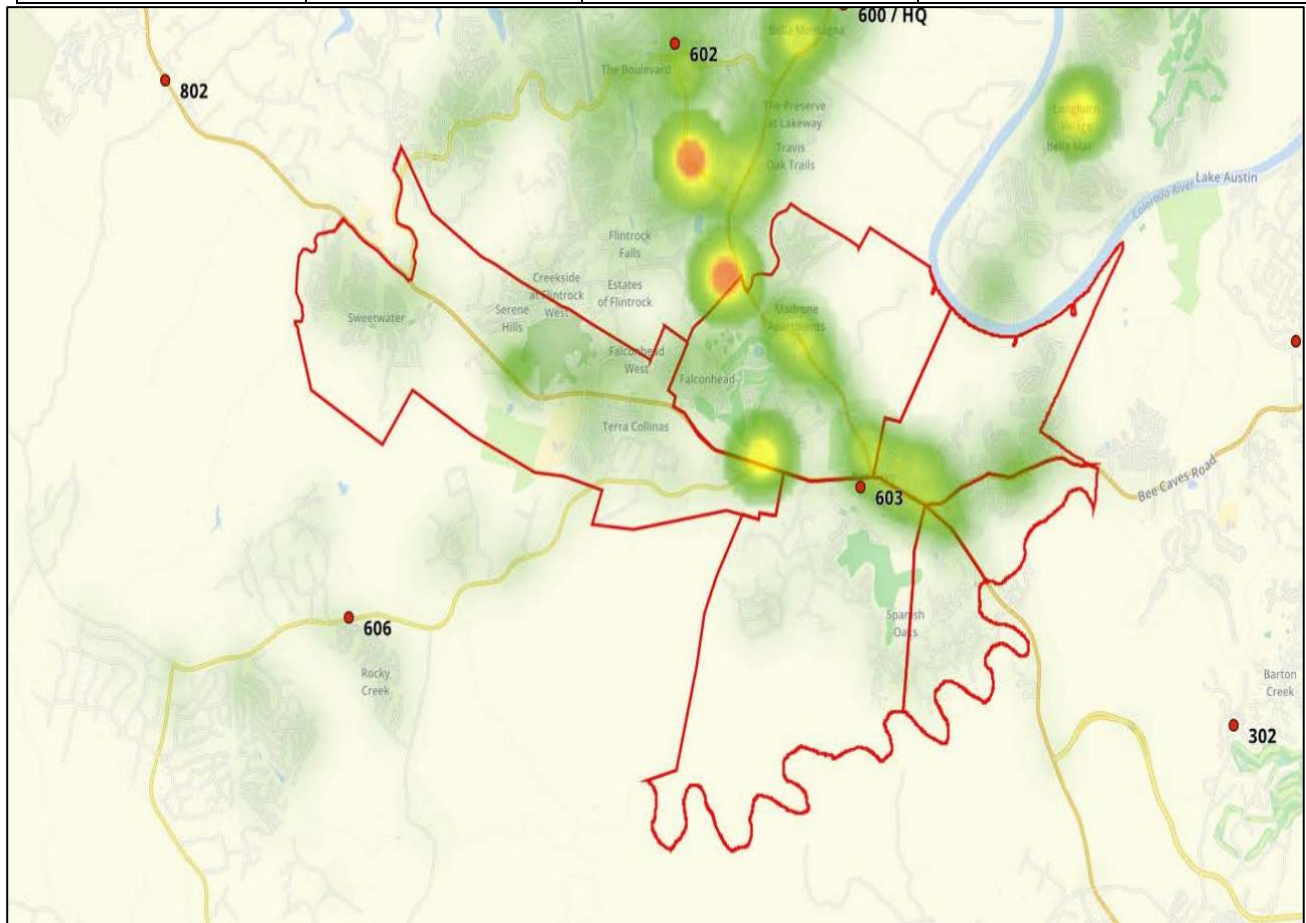 600 / HQ
Bella Montagna
602
The Boulevard
802
The Preserve
at Lakeway
Longhorn
Village
Bella Mar
Travis
Oak Trails
Lake Austin
Colorado River
Flintrock
Falls
Creekside
at Flintrock
West
Estates
of Flintrock
Serene
Hills
Sweetwater
Madrone
Apartments
Falconhead
West
Falconhead
Terra Collinas
Bee Caves Road
603
Spanish
Oaks
606
Rocky
Creek
Barton
Creek
302